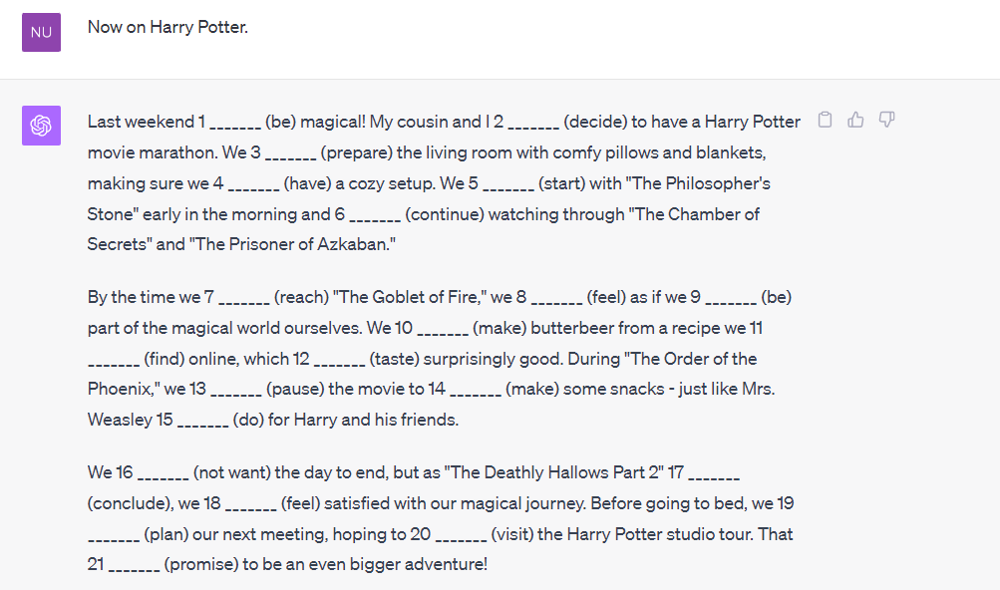 NU
Now on Harry Potter.
Last weekend 1 _______ (be) magical! My cousin and I 2 _______ (decide) to have a Harry Potter
movie marathon. We 3 _______ (prepare) the living room with comfy pillows and blankets,
making sure we 4 _______ (have) a cozy setup. We 5 _______ (start) with "The Philosopher's
Stone" early in the morning and 6 _______ (continue) watching through "The Chamber of
Secrets" and "The Prisoner of Azkaban."
By the time we 7 _______ (reach) "The Goblet of Fire," we 8 _______ (feel) as if we 9 _______ (be)
part of the magical world ourselves. We 10 _______ (make) butterbeer from a recipe we 11
_______ (find) online, which 12 _______ (taste) surprisingly good. During "The Order of the
Phoenix," we 13 _______ (pause) the movie to 14 _______ (make) some snacks - just like Mrs.
Weasley 15 _______ (do) for Harry and his friends.
We 16 _______ (not want) the day to end, but as "The Deathly Hallows Part 2" 17 _______
(conclude), we 18 _______ (feel) satisfied with our magical journey. Before going to bed, we 19
_______ (plan) our next meeting, hoping to 20 _______ (visit) the Harry Potter studio tour. That
21 _______ (promise) to be an even bigger adventure!